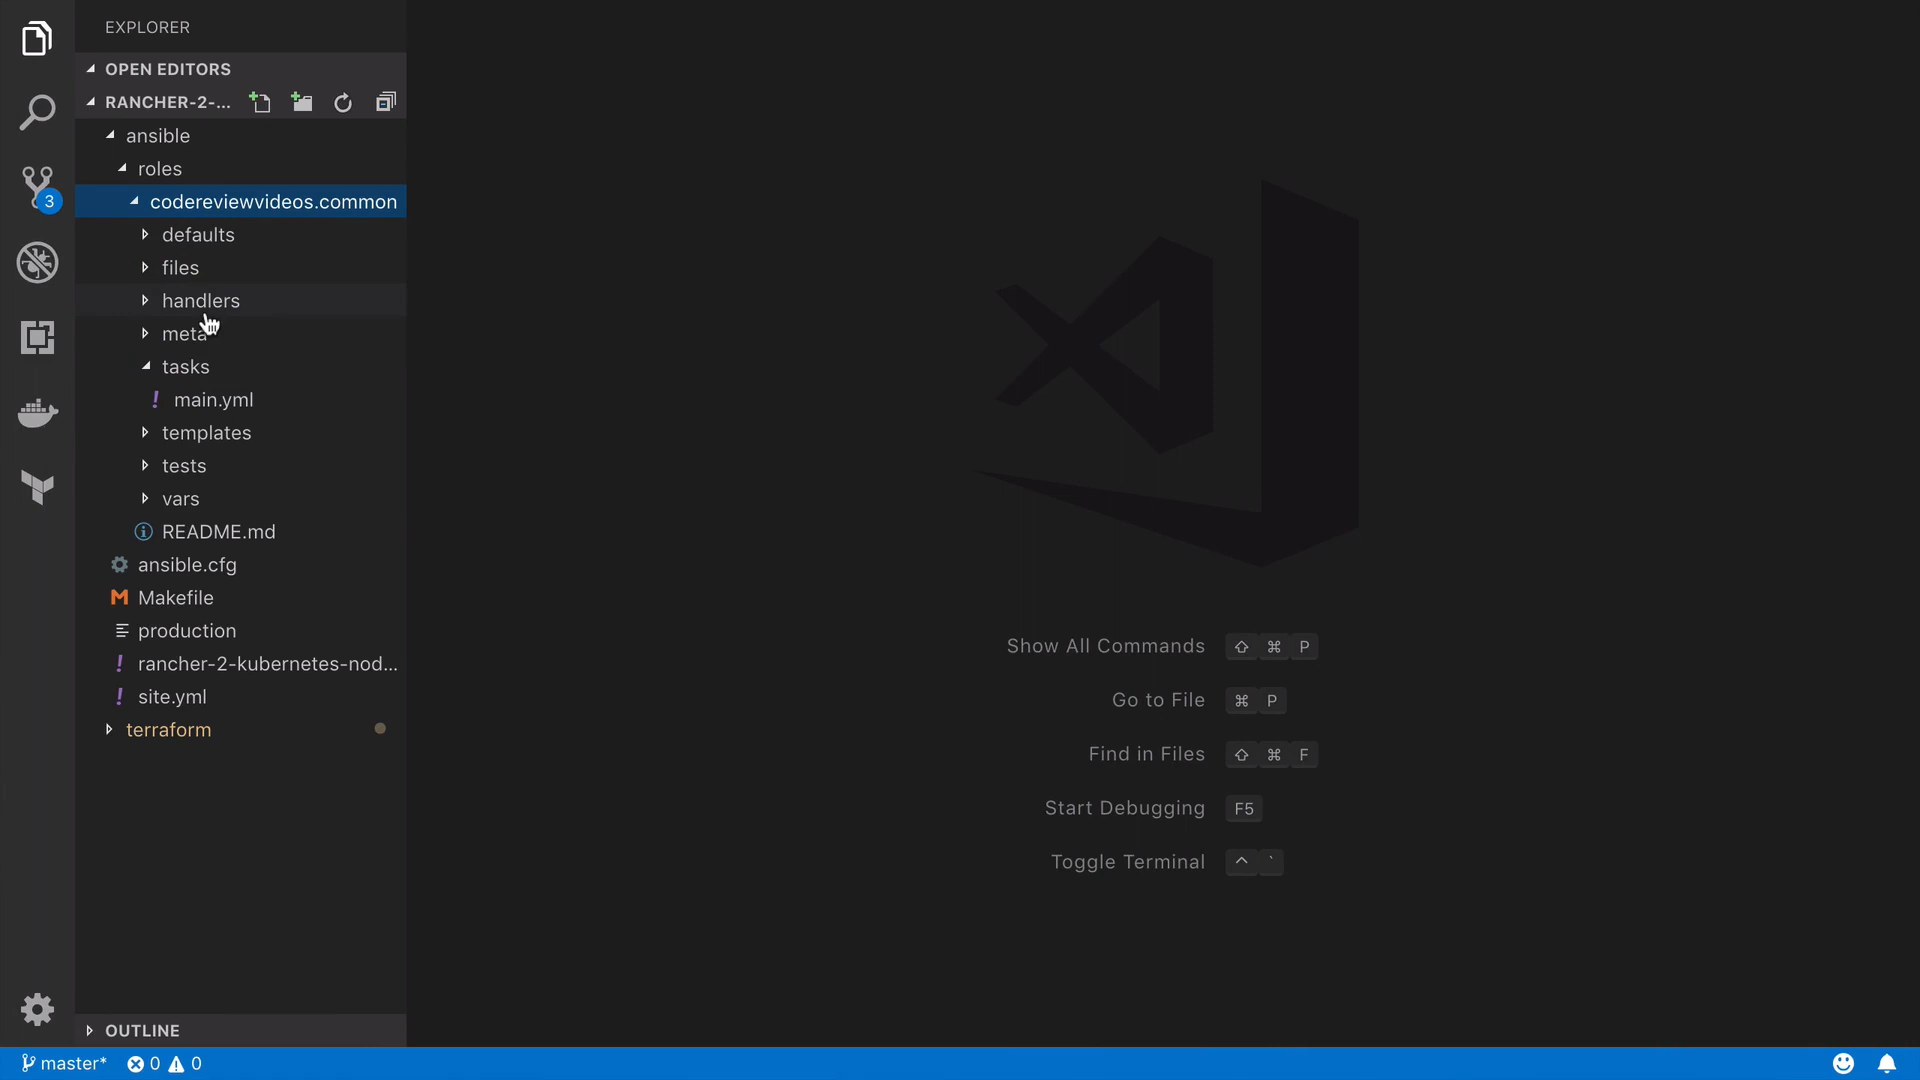 EXPLORER
OPEN EDITORS
RANCHER-2-...
ansible
roles
codereviewvideos.common
defaults
files
handlers
meta
tasks
! main.yml
templates
tests
vars
README.md
ansible.cfg
M Makefile
production
! rancher-2-kubernetes-nod...
! site.yml
terraform
3
OUTLINE
Show All Commands ⇧ ⌘ P
Go to File ⌘ P
Find in Files ⇧ ⌘ F
Start Debugging F5
Toggle Terminal ^ `
master* 0 0